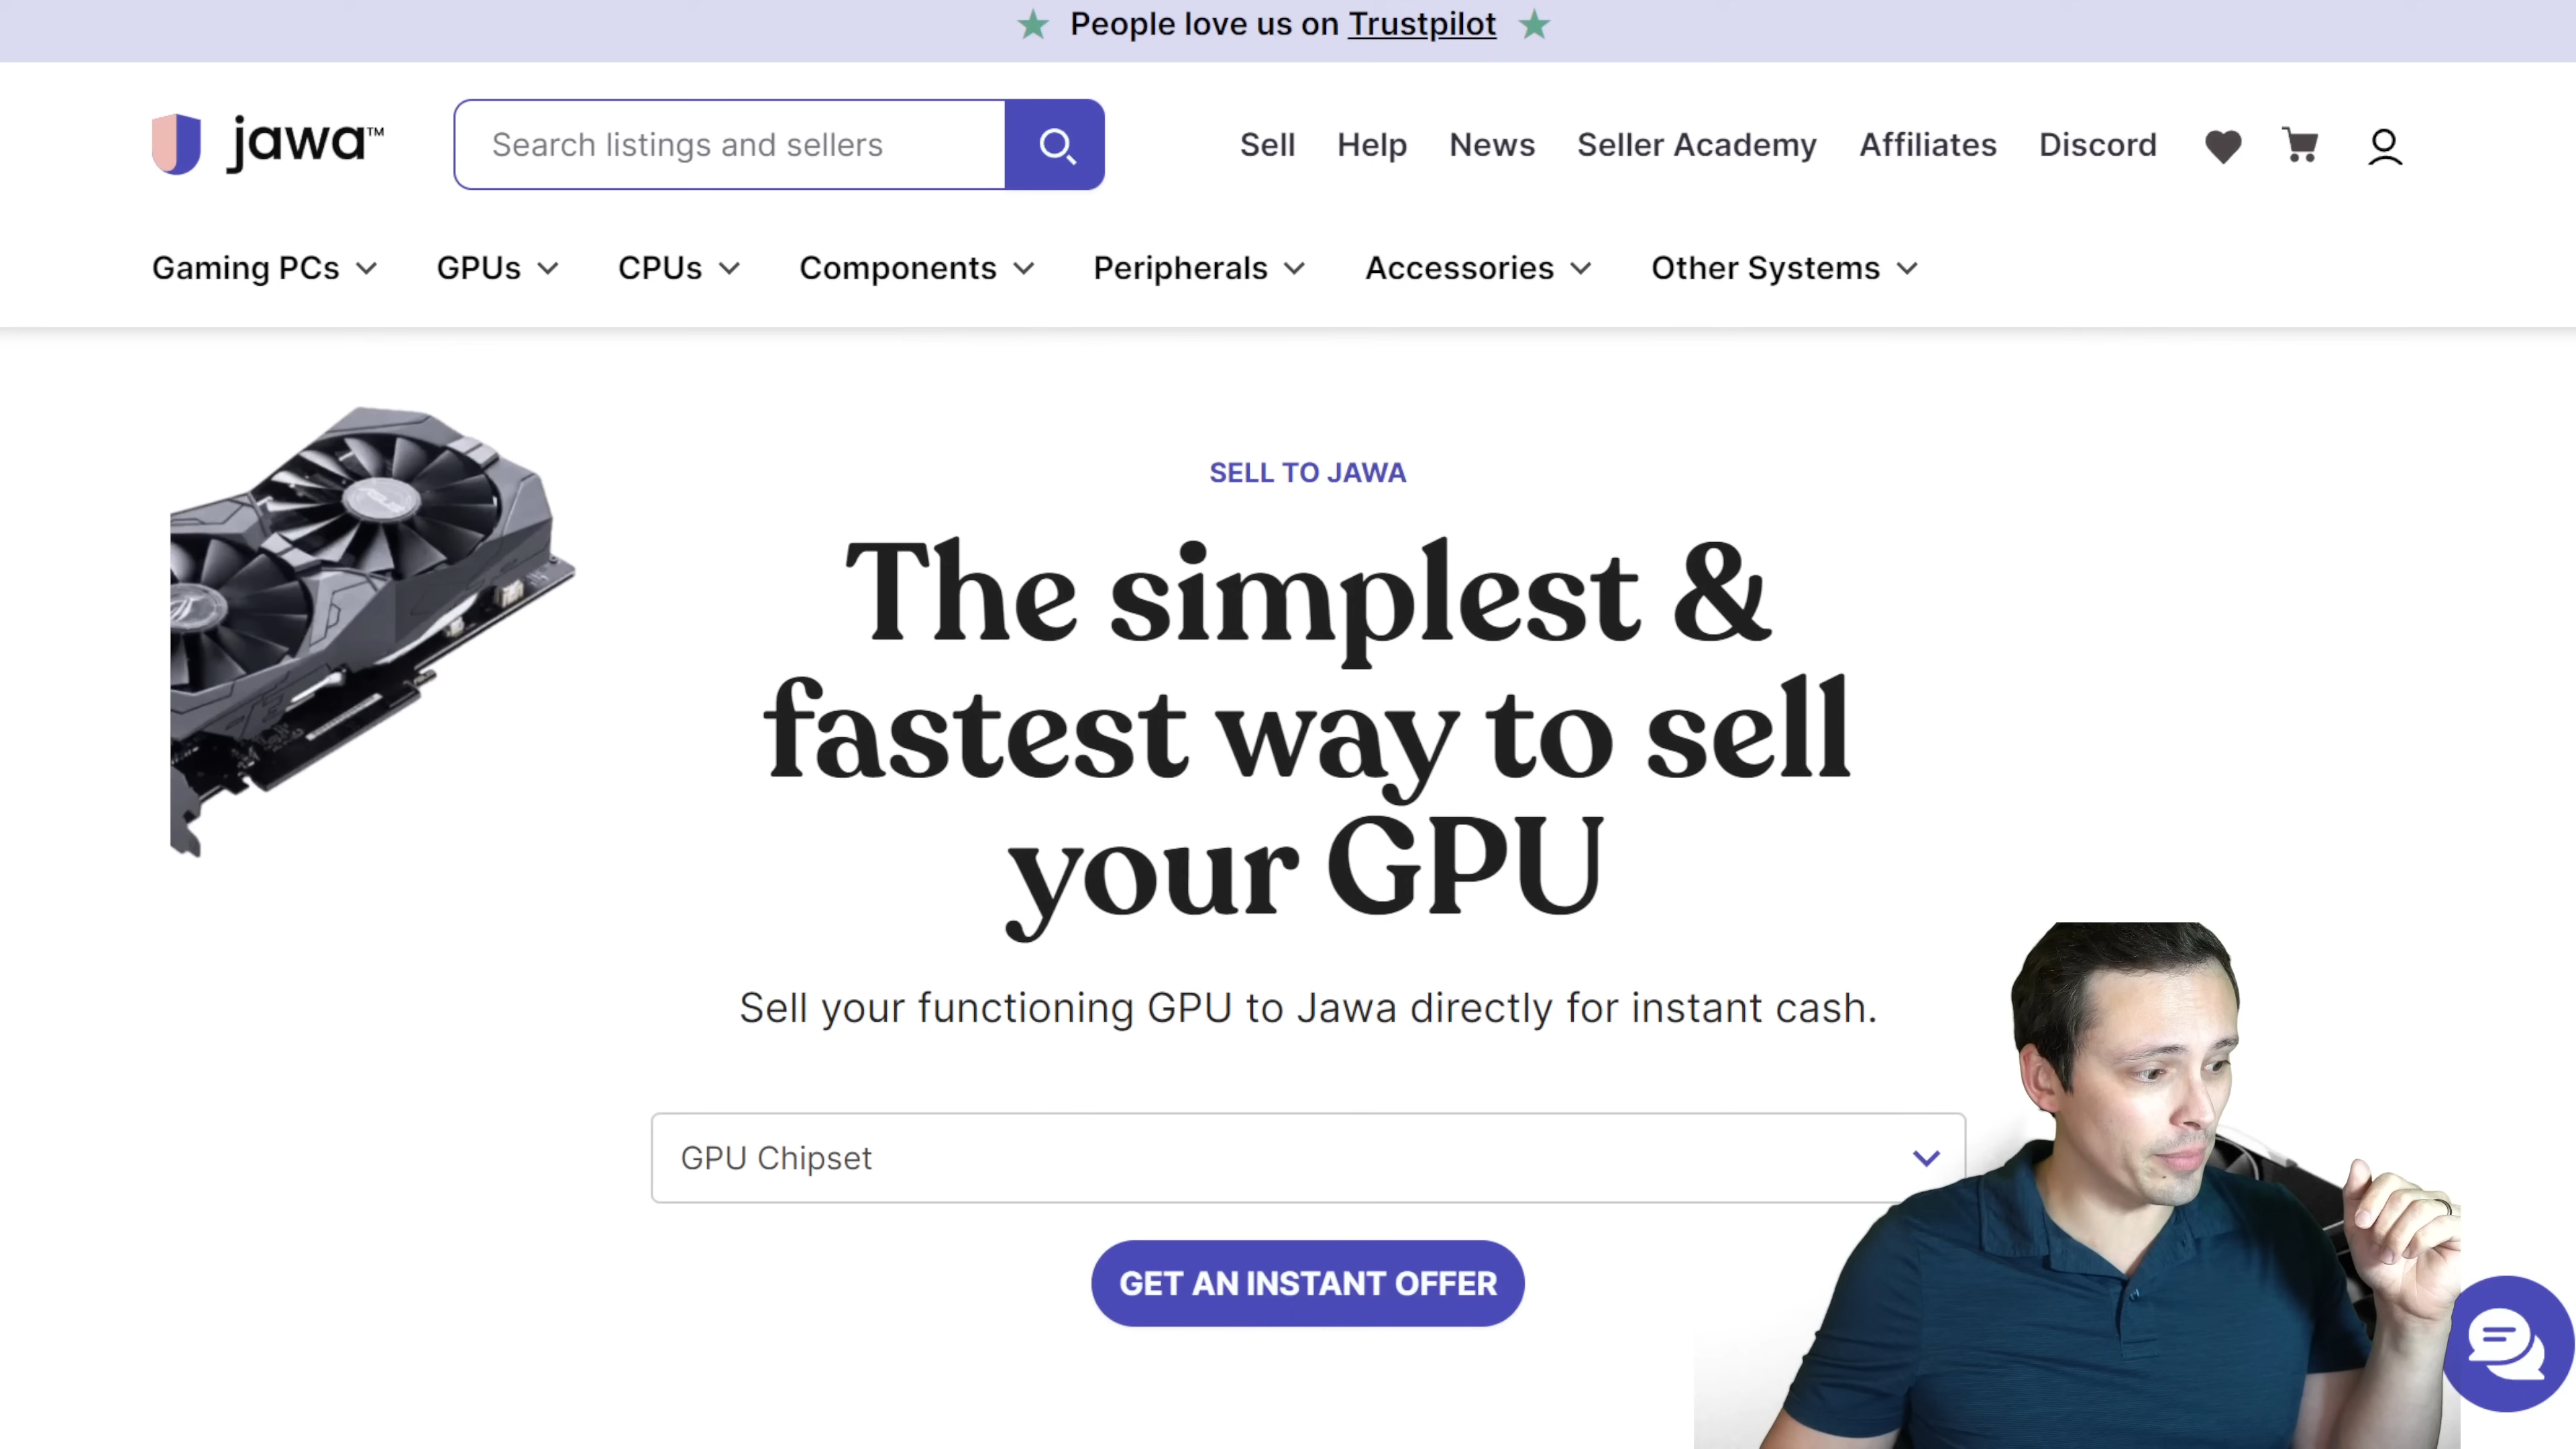 People love us on Trustpilot
jawa™
Search listings and sellers
Sell
Help
News
Seller Academy
Affiliates
Discord
Gaming PCs
GPUs
CPUs
Components
Peripherals
Accessories
Other Systems
ASUS
SELL TO JAWA
The simplest &
fastest way to sell
your GPU
Sell your functioning GPU to Jawa directly for instant cash.
GPU Chipset
GET AN INSTANT OFFER